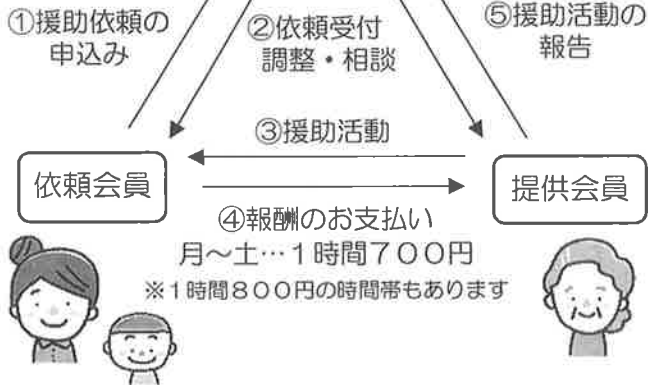 ①援助依頼の
申込み
②依頼受付
調整・相談
⑤援助活動の
報告
③援助活動
依頼会員
提供会員
④報酬のお支払い
月～土…１時間７００円
※１時間８００円の時間帯もあります